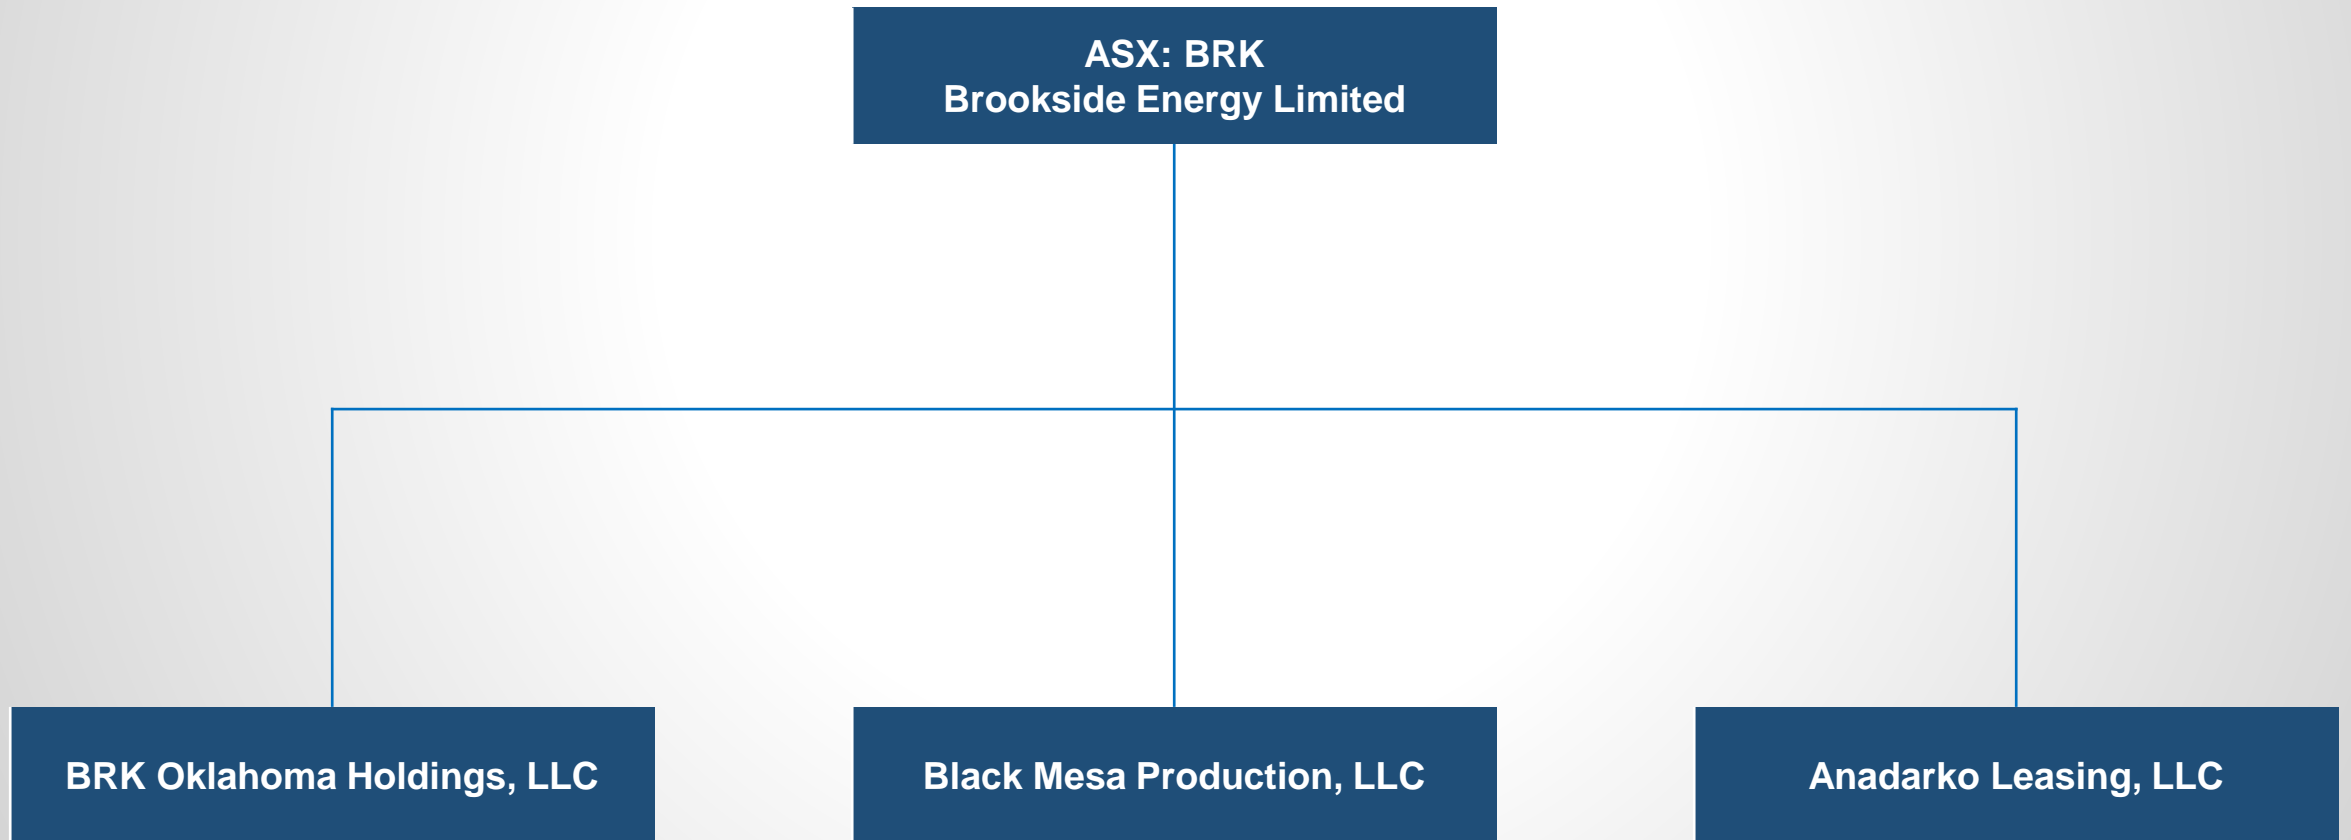 ASX: BRK
Brookside Energy Limited
BRK Oklahoma Holdings, LLC
Black Mesa Production, LLC
Anadarko Leasing, LLC